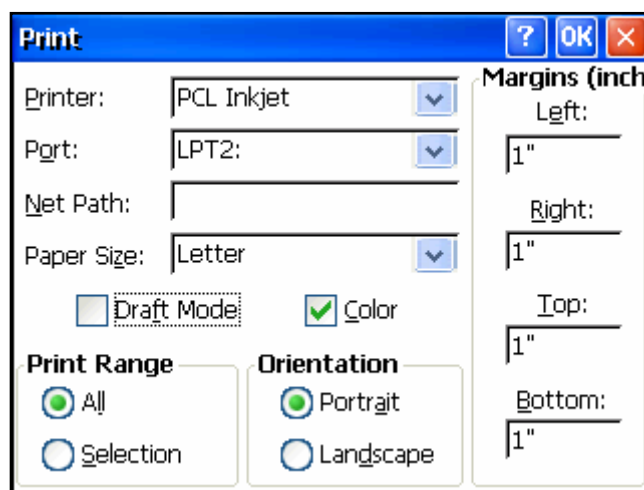 Print
? OK
Printer: PCL Inkjet
Port: LPT2:
Net Path:
Paper Size: Letter
Draft Mode
Color
Print Range
All
Selection
Orientation
Portrait
Landscape
Margins (inch
Left:
1"
Right:
1"
Top:
1"
Bottom:
1"